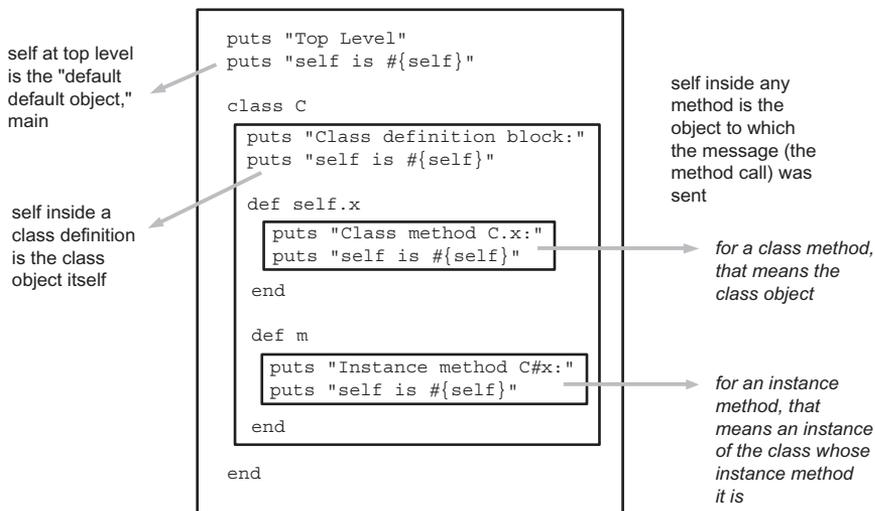 self at top level
is the "default
default object,"
main
self inside a
class definition
is the class
object itself
puts "Top Level"
puts "self is #{self}"
class C
puts "Class definition block:"
puts "self is #{self}"
def self.x
puts "Class method C.x:"
puts "self is #{self}"
end
def m
puts "Instance method C#x:"
puts "self is #{self}"
end
end
self inside any
method is the
object to which
the message (the
method call) was
sent
for a class method,
that means the
class object
for an instance
method, that
means an instance
of the class whose
instance method
it is